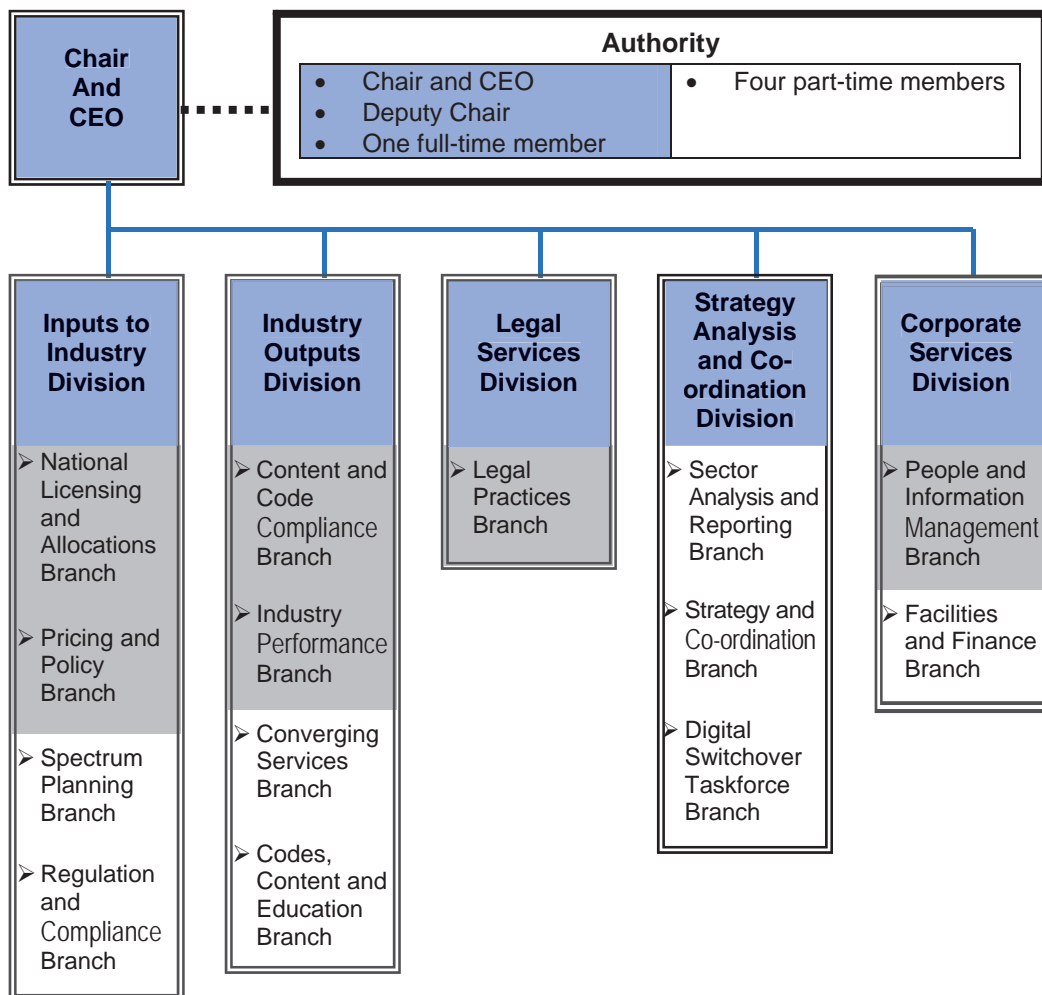 Chair
And
CEO
Authority
• Chair and CEO
• Deputy Chair
• One full-time member
• Four part-time members
Inputs to
Industry
Division
➢ National
Licensing
and
Allocations
Branch
➢ Pricing and
Policy
Branch
➢ Spectrum
Planning
Branch
➢ Regulation
and
Compliance
Branch
Industry
Outputs
Division
➢ Content and
Code
Compliance
Branch
➢ Industry
Performance
Branch
➢ Converging
Services
Branch
➢ Codes,
Content and
Education
Branch
Legal
Services
Division
➢ Legal
Practices
Branch
Strategy
Analysis
and Co-
ordination
Division
➢ Sector
Analysis and
Reporting
Branch
➢ Strategy and
Co-ordination
Branch
➢ Digital
Switchover
Taskforce
Branch
Corporate
Services
Division
➢ People and
Information
Management
Branch
➢ Facilities
and Finance
Branch